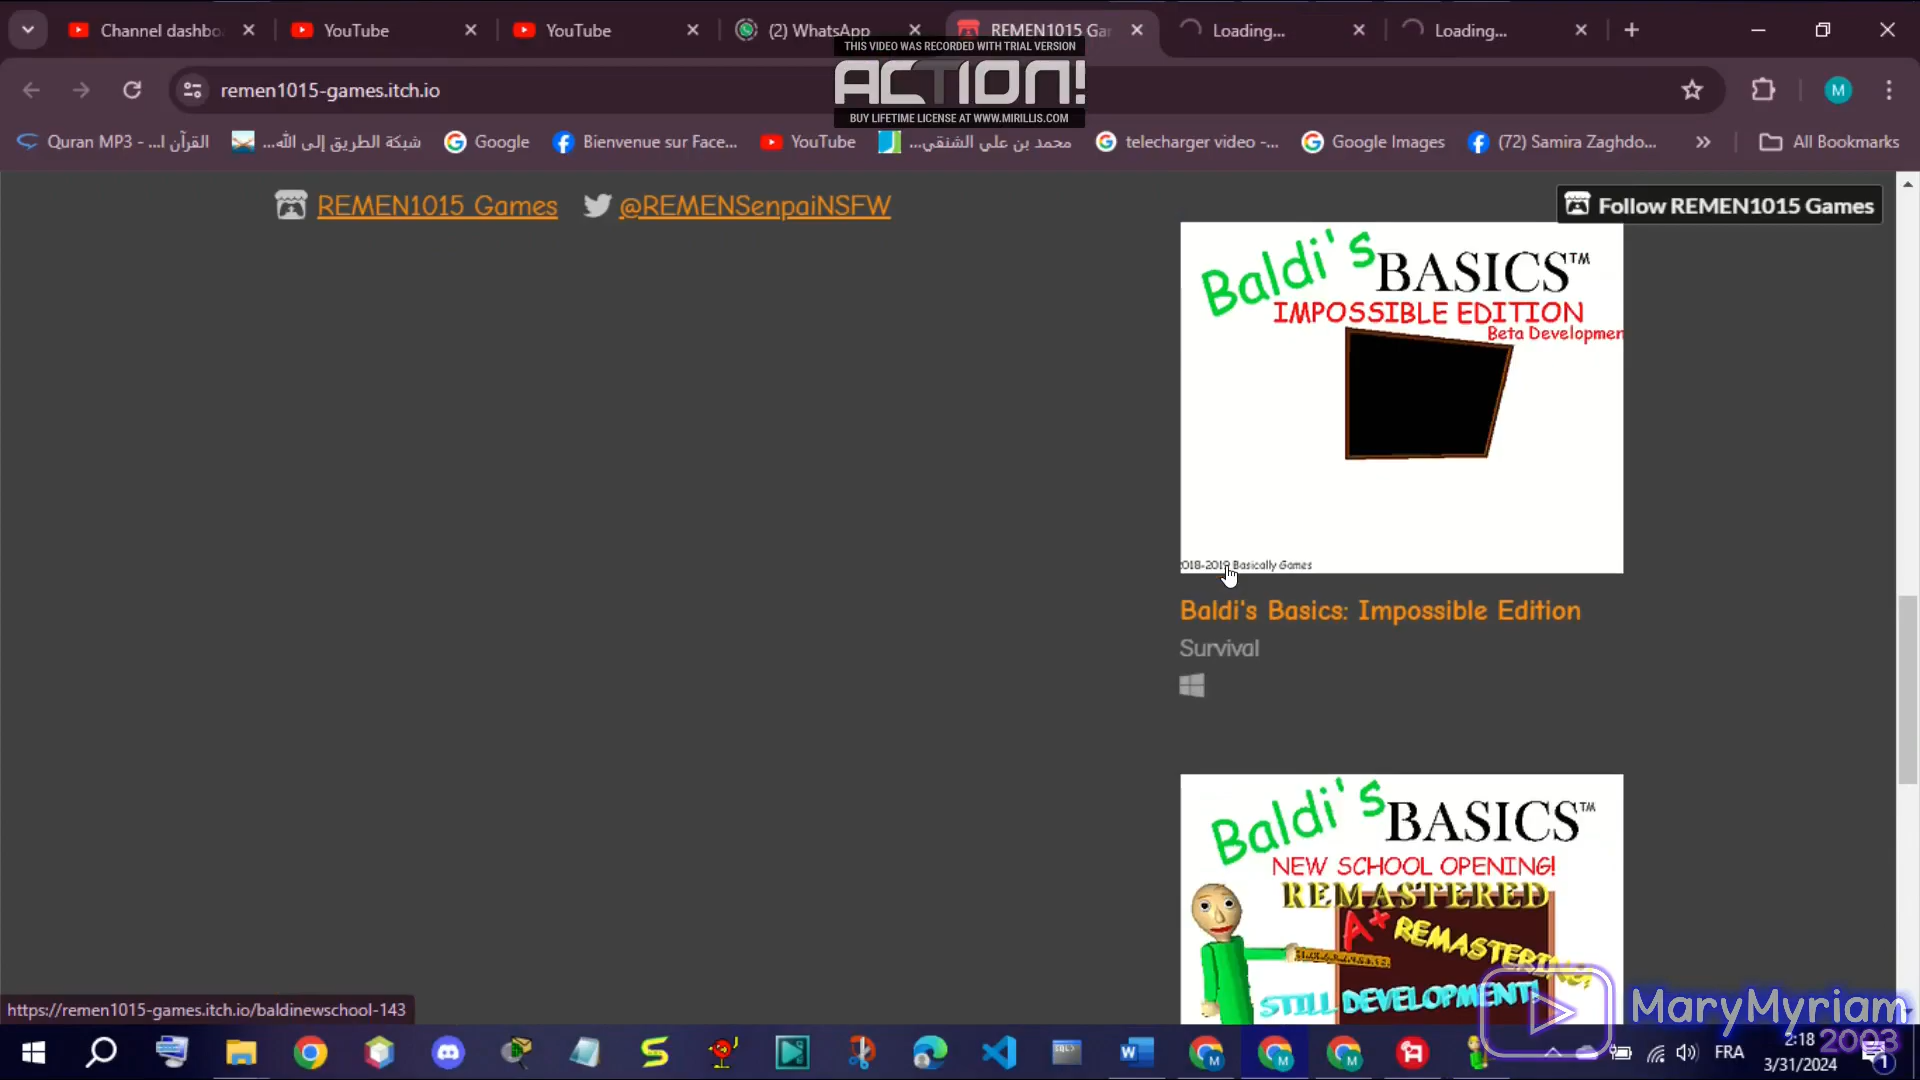 Channel dashbo
YouTube
YouTube
(2) WhatsApp
REMEN1015 Gar
Loading...
Loading...
THIS VIDEO WAS RECORDED WITH TRIAL VERSION
ACTION!
BUY LIFETIME LICENSE AT WWW.MIRILLIS.COM
remen1015-games.itch.io
M
Quran MP3 - ...القرآن ا
شبكة الطريق إلى الله...
Google
Bienvenue sur Face...
YouTube
محمد بن علي الشنقي...
telecharger video -...
Google Images
(72) Samira Zaghdo...
All Bookmarks
REMEN1015 Games
@REMENSenpaiNSFW
Follow REMEN1015 Games
Baldi's BASICS™
IMPOSSIBLE EDITION
Beta Developmen
2018-2019 Basically Games
Baldi's Basics: Impossible Edition
Survival
Baldi's BASICS™
NEW SCHOOL OPENING!
REMASTERED
A+ REMASTERING,
STILL DEVELOPMENT!
https://remen1015-games.itch.io/baldinewschool-143
MaryMyriam
2003
FRA
2:18
3/31/2024
1